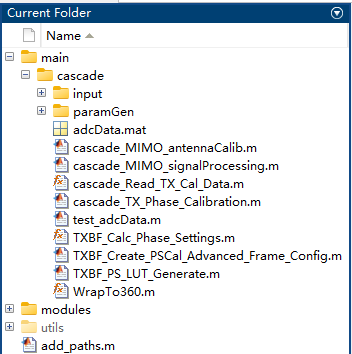 Current Folder
Name
main
cascade
input
paramGen
adcData.mat
cascade_MIMO_antennaCalib.m
cascade_MIMO_signalProcessing.m
cascade_Read_TX_Cal_Data.m
cascade_TX_Phase_Calibration.m
test_adcData.m
TXBF_Calc_Phase_Settings.m
TXBF_Create_PSCal_Advanced_Frame_Config.m
TXBF_PS_LUT_Generate.m
WrapTo360.m
modules
utils
add_paths.m